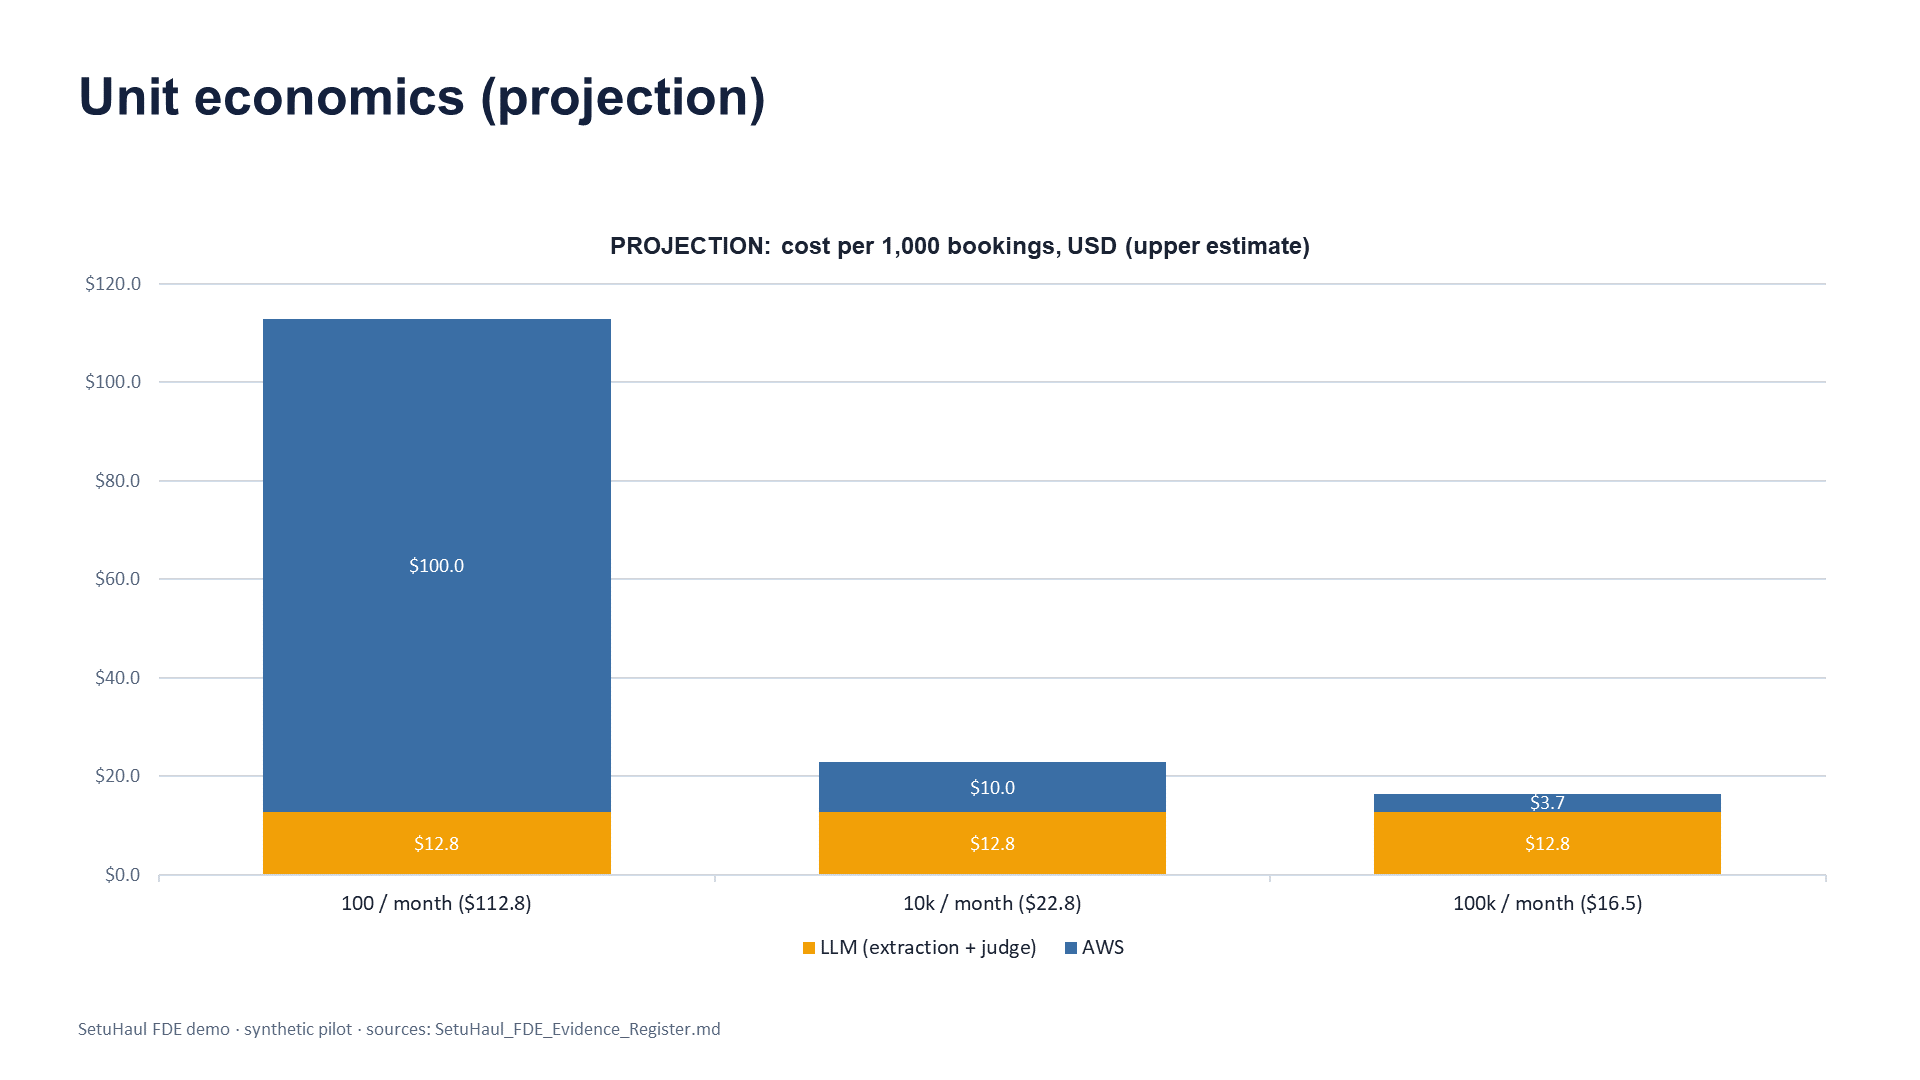 Unit economics (projection)
PROJECTION: cost per 1,000 bookings, USD (upper estimate)
$120.0
$100.0
$80.0
$60.0
$40.0
$20.0
$0.0
$100.0
$12.8
$10.0
$12.8
$3.7
$12.8
100 / month ($112.8)
10k / month ($22.8)
100k / month ($16.5)
LLM (extraction + judge)
AWS
SetuHaul FDE demo · synthetic pilot · sources: SetuHaul_FDE_Evidence_Register.md